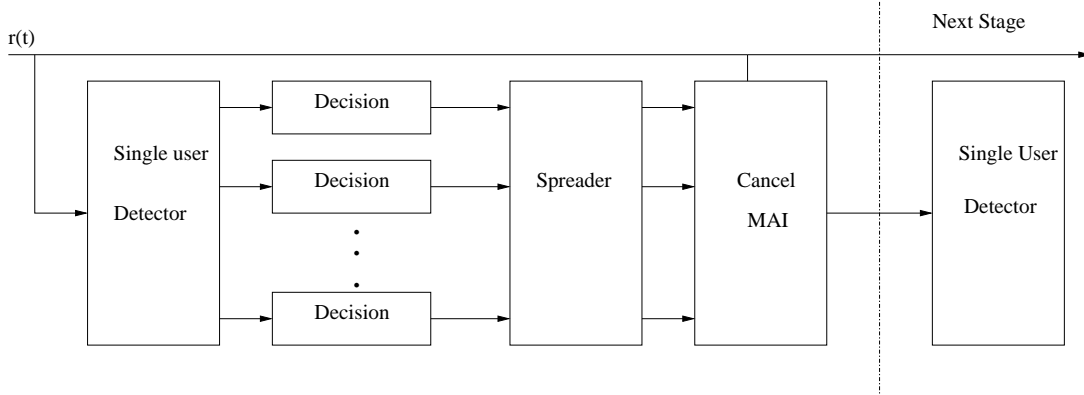 Next Stage
r(t)
Decision
Single user
Detector
Decision
Decision
Spreader
Cancel
MAI
Single User
Detector